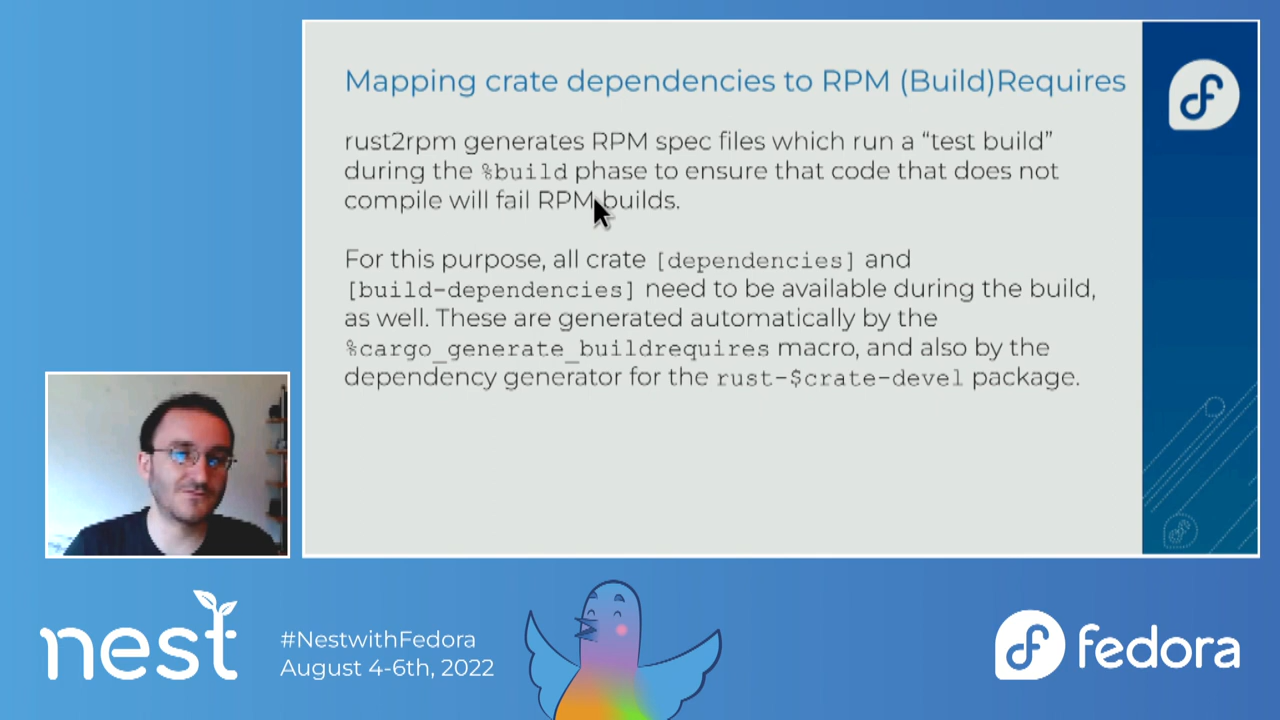 Mapping crate dependencies to RPM (Build)Requires
rust2rpm generates RPM spec files which run a “test build”
during the %build phase to ensure that code that does not
compile will fail RPM builds.
For this purpose, all crate [dependencies] and
[build-dependencies] need to be available during the build,
as well. These are generated automatically by the
%cargo_generate_buildrequires macro, and also by the
dependency generator for the rust-$crate-devel package.
nest
#NestwithFedora
August 4-6th, 2022
fedora